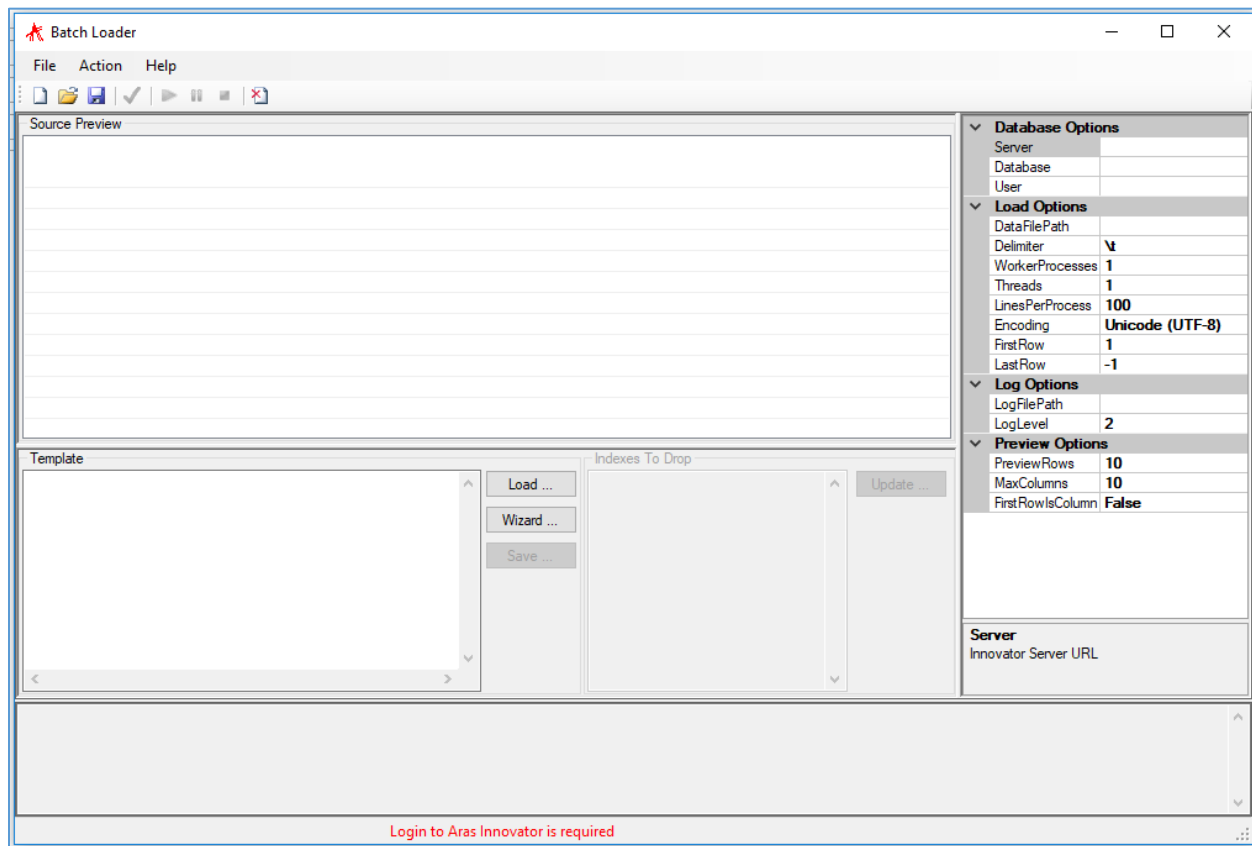 Batch Loader
File Action Help
Source Preview
Template
Load ...
Wizard ...
Save ...
Indexes To Drop
Update ...
Database Options
Server
Database
User
Load Options
DataFilePath
Delimiter \t
WorkerProcesses 1
Threads 1
LinesPerProcess 100
Encoding Unicode (UTF-8)
FirstRow 1
LastRow -1
Log Options
LogFilePath
LogLevel 2
Preview Options
PreviewRows 10
MaxColumns 10
FirstRowIsColumn False
Server
Innovator Server URL
Login to Aras Innovator is required